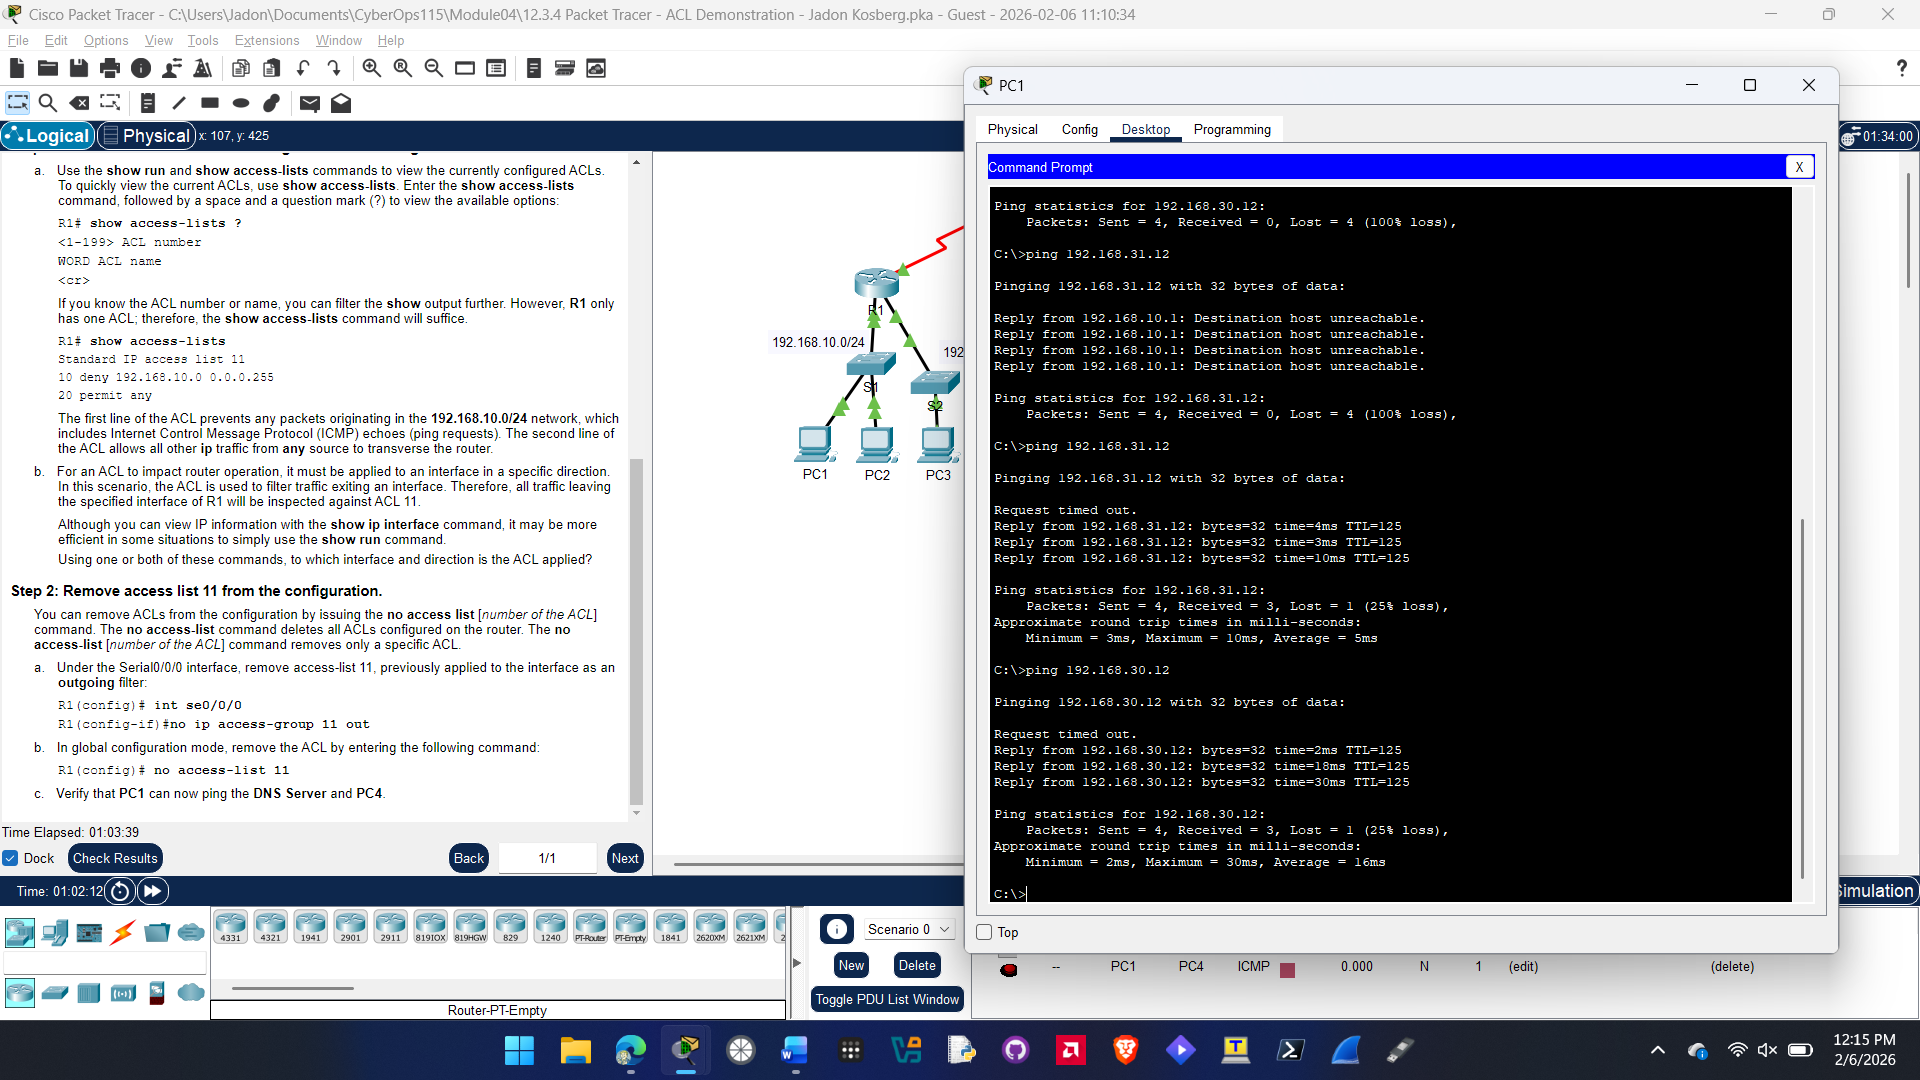 Cisco Packet Tracer - C:\Users\Jadon\Documents\CyberOps115\Module04\12.3.4 Packet Tracer - ACL Demonstration - Jadon Kosberg.pka - Guest - 2026-02-06 11:10:34
File Edit Options View Tools Extensions Window Help
Logical Physical x: 107, y: 425
01:34:00
a. Use the show run and show access-lists commands to view the currently configured ACLs.
To quickly view the current ACLs, use show access-lists. Enter the show access-lists
command, followed by a space and a question mark (?) to view the available options:
R1# show access-lists ?
<1-199> ACL number
WORD ACL name
<cr>
If you know the ACL number or name, you can filter the show output further. However, R1 only
has one ACL; therefore, the show access-lists command will suffice.
R1# show access-lists
Standard IP access list 11
10 deny 192.168.10.0 0.0.0.255
20 permit any
The first line of the ACL prevents any packets originating in the 192.168.10.0/24 network, which
includes Internet Control Message Protocol (ICMP) echoes (ping requests). The second line of
the ACL allows all other ip traffic from any source to transverse the router.
b. For an ACL to impact router operation, it must be applied to an interface in a specific direction.
In this scenario, the ACL is used to filter traffic exiting an interface. Therefore, all traffic leaving
the specified interface of R1 will be inspected against ACL 11.
Although you can view IP information with the show ip interface command, it may be more
efficient in some situations to simply use the show run command.
Using one or both of these commands, to which interface and direction is the ACL applied?
Step 2: Remove access list 11 from the configuration.
You can remove ACLs from the configuration by issuing the no access list [number of the ACL]
command. The no access-list command deletes all ACLs configured on the router. The no
access-list [number of the ACL] command removes only a specific ACL.
a. Under the Serial0/0/0 interface, remove access-list 11, previously applied to the interface as an
outgoing filter:
R1(config)# int se0/0/0
R1(config-if)#no ip access-group 11 out
b. In global configuration mode, remove the ACL by entering the following command:
R1(config)# no access-list 11
c. Verify that PC1 can now ping the DNS Server and PC4.
Time Elapsed: 01:03:39
Dock Check Results Back 1/1 Next
R1
192.168.10.0/24
192
S1
S2
PC1
PC2
PC3
PC1
Physical Config Desktop Programming
Command Prompt X
Ping statistics for 192.168.30.12:
Packets: Sent = 4, Received = 0, Lost = 4 (100% loss),
C:\>ping 192.168.31.12
Pinging 192.168.31.12 with 32 bytes of data:
Reply from 192.168.10.1: Destination host unreachable.
Reply from 192.168.10.1: Destination host unreachable.
Reply from 192.168.10.1: Destination host unreachable.
Reply from 192.168.10.1: Destination host unreachable.
Ping statistics for 192.168.31.12:
Packets: Sent = 4, Received = 0, Lost = 4 (100% loss),
C:\>ping 192.168.31.12
Pinging 192.168.31.12 with 32 bytes of data:
Request timed out.
Reply from 192.168.31.12: bytes=32 time=4ms TTL=125
Reply from 192.168.31.12: bytes=32 time=3ms TTL=125
Reply from 192.168.31.12: bytes=32 time=10ms TTL=125
Ping statistics for 192.168.31.12:
Packets: Sent = 4, Received = 3, Lost = 1 (25% loss),
Approximate round trip times in milli-seconds:
Minimum = 3ms, Maximum = 10ms, Average = 5ms
C:\>ping 192.168.30.12
Pinging 192.168.30.12 with 32 bytes of data:
Request timed out.
Reply from 192.168.30.12: bytes=32 time=2ms TTL=125
Reply from 192.168.30.12: bytes=32 time=18ms TTL=125
Reply from 192.168.30.12: bytes=32 time=30ms TTL=125
Ping statistics for 192.168.30.12:
Packets: Sent = 4, Received = 3, Lost = 1 (25% loss),
Approximate round trip times in milli-seconds:
Minimum = 2ms, Maximum = 30ms, Average = 16ms
C:\>
Top
Time: 01:02:12
imulation
4331 4321 1941 2901 2911 819IOX 819HGW 829 1240 PT-Router PT-Empty 1841 2620XM 2621XM 2
Router-PT-Empty
Scenario 0
New Delete
Toggle PDU List Window
-- PC1 PC4 ICMP 0.000 N 1 (edit) (delete)
12:15 PM
2/6/2026